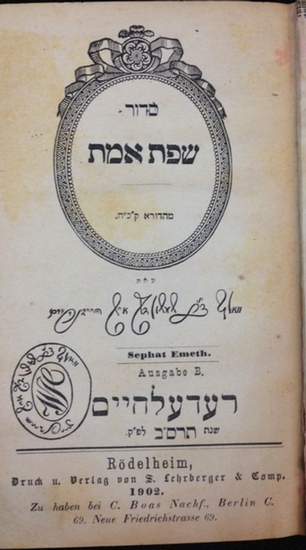 סדור
שפת אמת
מהדורא ק״כ״ח.
מאת
Sephat Emeth.
Ausgabe B.
רעדעלהיים
שנת תרס״ב לפ״ק.
Rödelheim,
Druck u. Verlag von S. Lehrberger & Comp.
1902.
Zu haben bei C. Boas Nachf., Berlin C.
69. Neue Friedrichstrasse 69.